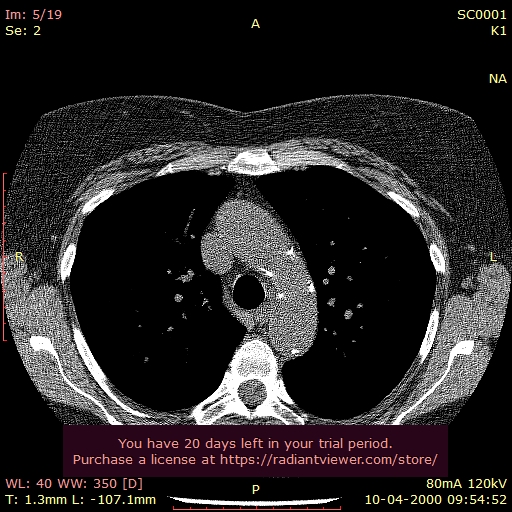 Im: 5/19
Se: 2
A
SC0001
K1
NA
R
L
You have 20 days left in your trial period.
Purchase a license at https://radiantviewer.com/store/
WL: 40 WW: 350 [D]
T: 1.3mm L: -107.1mm
P
80mA 120kV
10-04-2000 09:54:52